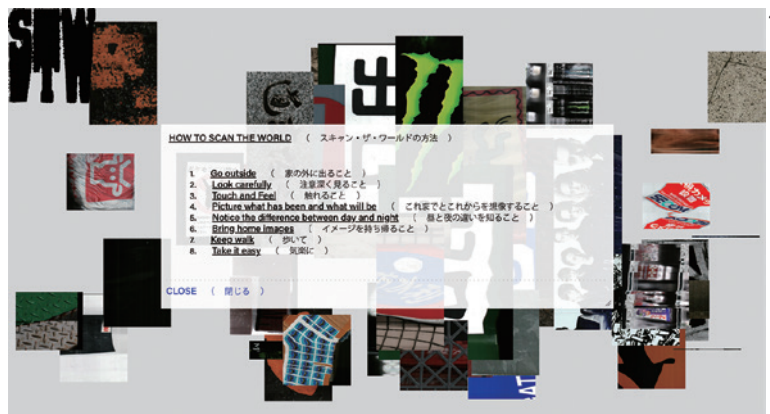 STW
出
HOW TO SCAN THE WORLD （ スキャン・ザ・ワールドの方法 ）
1. Go outside （ 家の外に出ること ）
2. Look carefully （ 注意深く見ること ）
3. Touch and Feel （ 触れること ）
4. Picture what has been and what will be （ これ家でとこれからを想像すること ）
5. Notice the difference between day and night （ 昼と夜の違いを知ること ）
6. Bring home images （ イメージを持ち帰ること ）
7. Keep walk （ 歩いて ）
8. Take it easy （ 気楽に ）
CLOSE （ 閉じる ）